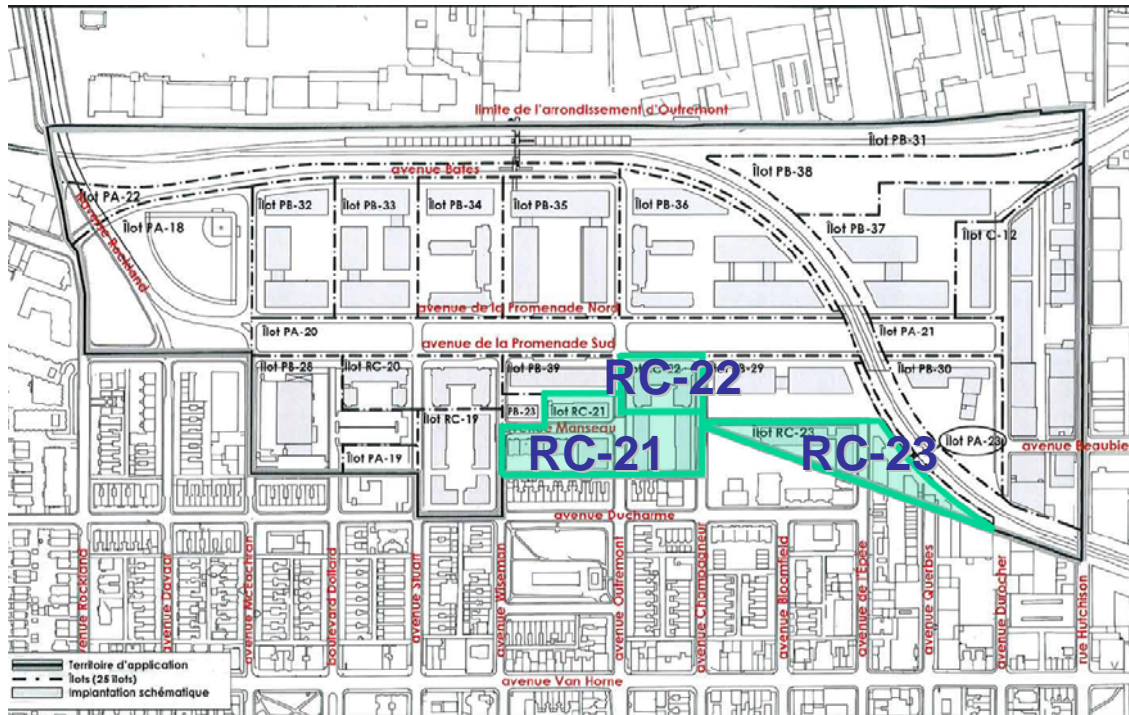 limite de l'arrondissement d'Outremont
Îlot PB-31
avenue Bates
Îlot PB-38
Îlot PA-22
Îlot PB-32
Îlot PB-33
Îlot PB-34
Îlot PB-35
Îlot PB-36
Îlot PA-18
Îlot PB-37
Îlot C-12
avenue Rockland
avenue de la Promenade Nord
Îlot PA-20
Îlot PA-21
avenue de la Promenade Sud
Îlot PB-28
Îlot RC-20
Îlot PB-39
RC-22
PB-29
Îlot PB-30
Îlot RC-19
PB-23
Îlot RC-21
avenue Manseau
Îlot RC-23
Îlot PA-23
avenue Beaubien
Îlot PA-19
RC-21
RC-23
avenue Ducharme
avenue Rockland
avenue Davaar
avenue McEachran
boulevard Dollard
avenue Stuart
avenue Wiseman
avenue Outremont
avenue Champagneur
avenue Bloomfield
avenue de l'Épée
avenue Querbes
avenue Durocher
rue Hutchison
avenue Van Horne
Territoire d'application
Îlots (25 îlots)
Implantation schématique